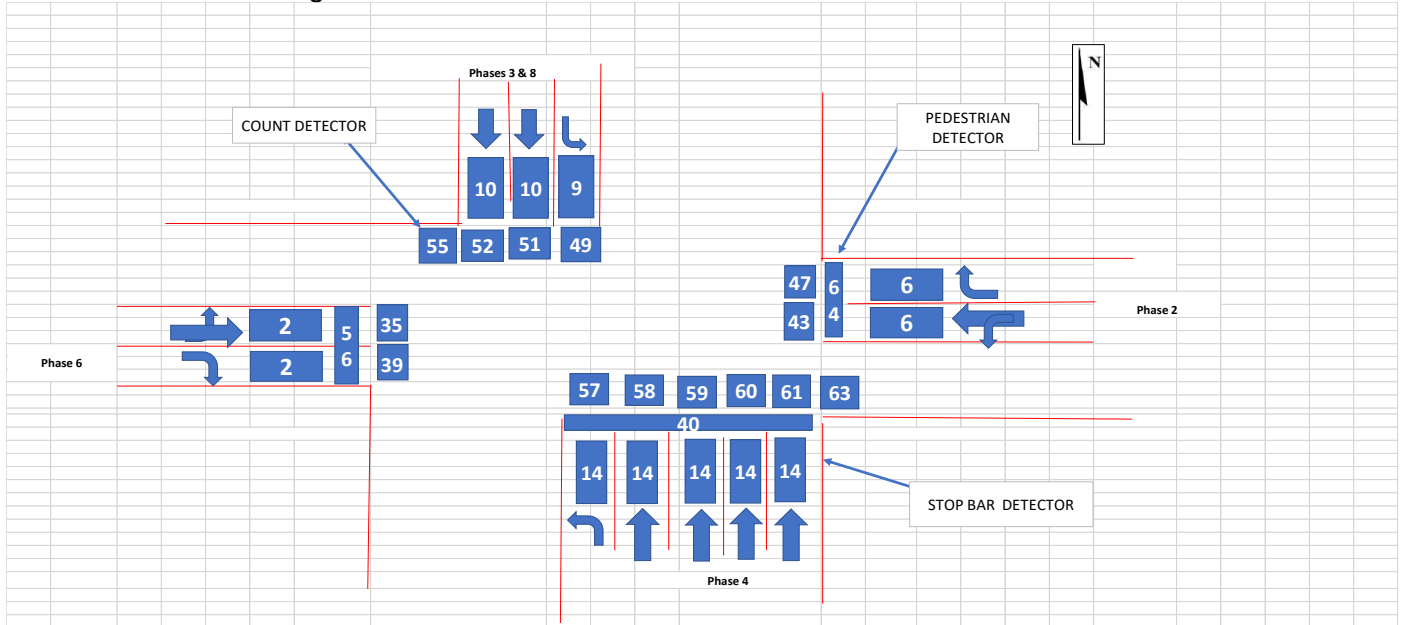 Phases 3 & 8
N
COUNT DETECTOR
PEDESTRIAN
DETECTOR
10 10 9
55 52 51 49
47 6 6
4
43 6
Phase 2
2 5 35
6
2 39
Phase 6
57 58 59 60 61 63
40
14 14 14 14 14
STOP BAR DETECTOR
Phase 4